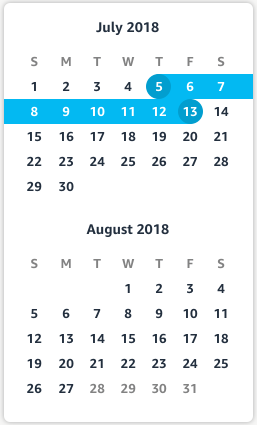 July 2018
S M T W T F S
1 2 3 4 5 6 7
8 9 10 11 12 13 14
15 16 17 18 19 20 21
22 23 24 25 26 27 28
29 30
August 2018
S M T W T F S
1 2 3 4
5 6 7 8 9 10 11
12 13 14 15 16 17 18
19 20 21 22 23 24 25
26 27 28 29 30 31